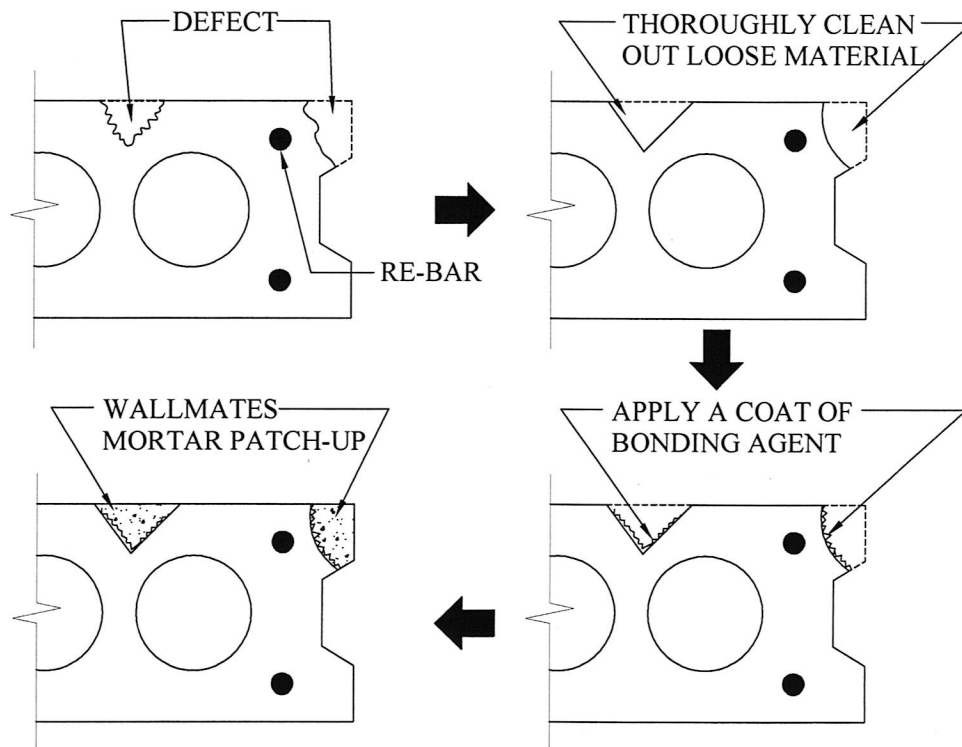 DEFECT
RE-BAR
THOROUGHLY CLEAN
OUT LOOSE MATERIAL
APPLY A COAT OF
BONDING AGENT
WALLMATES
MORTAR PATCH-UP